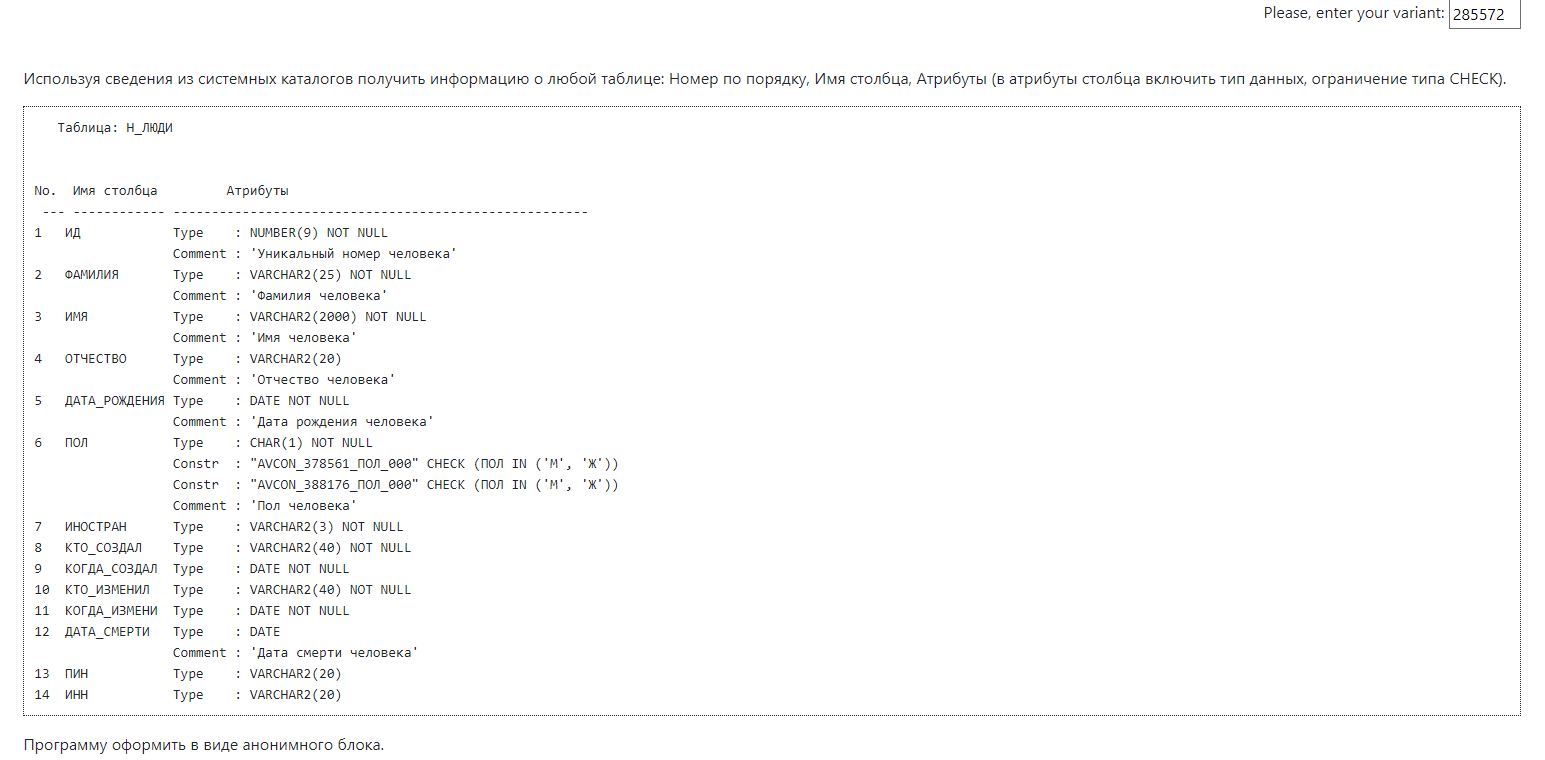 Please, enter your variant: 285572
Используя сведения из системных каталогов получить информацию о любой таблице: Номер по порядку, Имя столбца, Атрибуты (в атрибуты столбца включить тип данных, ограничение типа CHECK).
Таблица: Н_ЛЮДИ
No.  Имя столбца         Атрибуты
--- ------------ ------------------------------------------------------
1   ИД            Type    : NUMBER(9) NOT NULL
Comment : 'Уникальный номер человека'
2   ФАМИЛИЯ       Type    : VARCHAR2(25) NOT NULL
Comment : 'Фамилия человека'
3   ИМЯ           Type    : VARCHAR2(2000) NOT NULL
Comment : 'Имя человека'
4   ОТЧЕСТВО      Type    : VARCHAR2(20)
Comment : 'Отчество человека'
5   ДАТА_РОЖДЕНИЯ Type    : DATE NOT NULL
Comment : 'Дата рождения человека'
6   ПОЛ           Type    : CHAR(1) NOT NULL
Constr  : "AVCON_378561_ПОЛ_000" CHECK (ПОЛ IN ('М', 'Ж'))
Constr  : "AVCON_388176_ПОЛ_000" CHECK (ПОЛ IN ('М', 'Ж'))
Comment : 'Пол человека'
7   ИНОСТРАН      Type    : VARCHAR2(3) NOT NULL
8   КТО_СОЗДАЛ    Type    : VARCHAR2(40) NOT NULL
9   КОГДА_СОЗДАЛ  Type    : DATE NOT NULL
10  КТО_ИЗМЕНИЛ   Type    : VARCHAR2(40) NOT NULL
11  КОГДА_ИЗМЕНИ  Type    : DATE NOT NULL
12  ДАТА_СМЕРТИ   Type    : DATE
Comment : 'Дата смерти человека'
13  ПИН           Type    : VARCHAR2(20)
14  ИНН           Type    : VARCHAR2(20)
Программу оформить в виде анонимного блока.